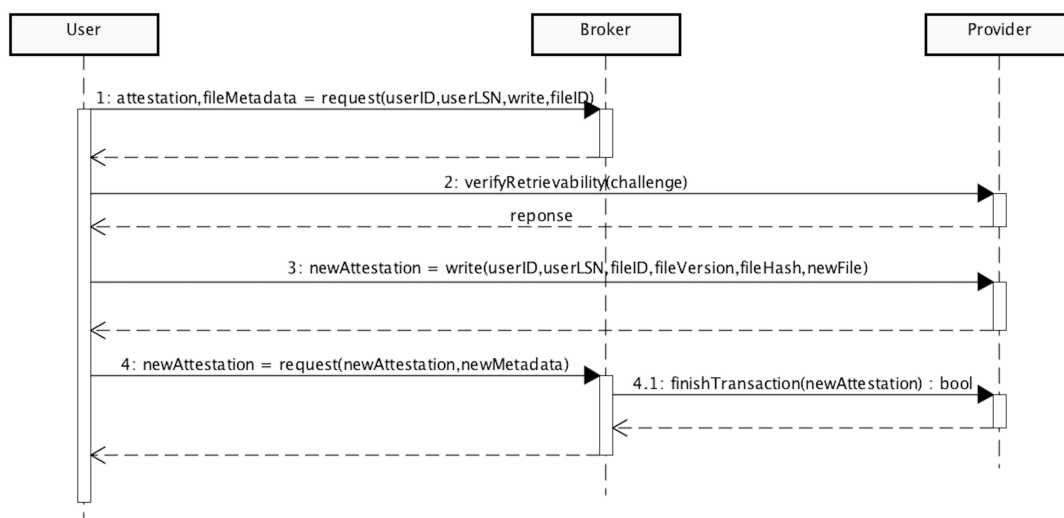 User
Broker
Provider
1: attestation,fileMetadata = request(userID,userLSN,write,fileID)
2: verifyRetrievability(challenge)
reponse
3: newAttestation = write(userID,userLSN,fileID,fileVersion,fileHash,newFile)
4: newAttestation = request(newAttestation,newMetadata)
4.1: finishTransaction(newAttestation) : bool